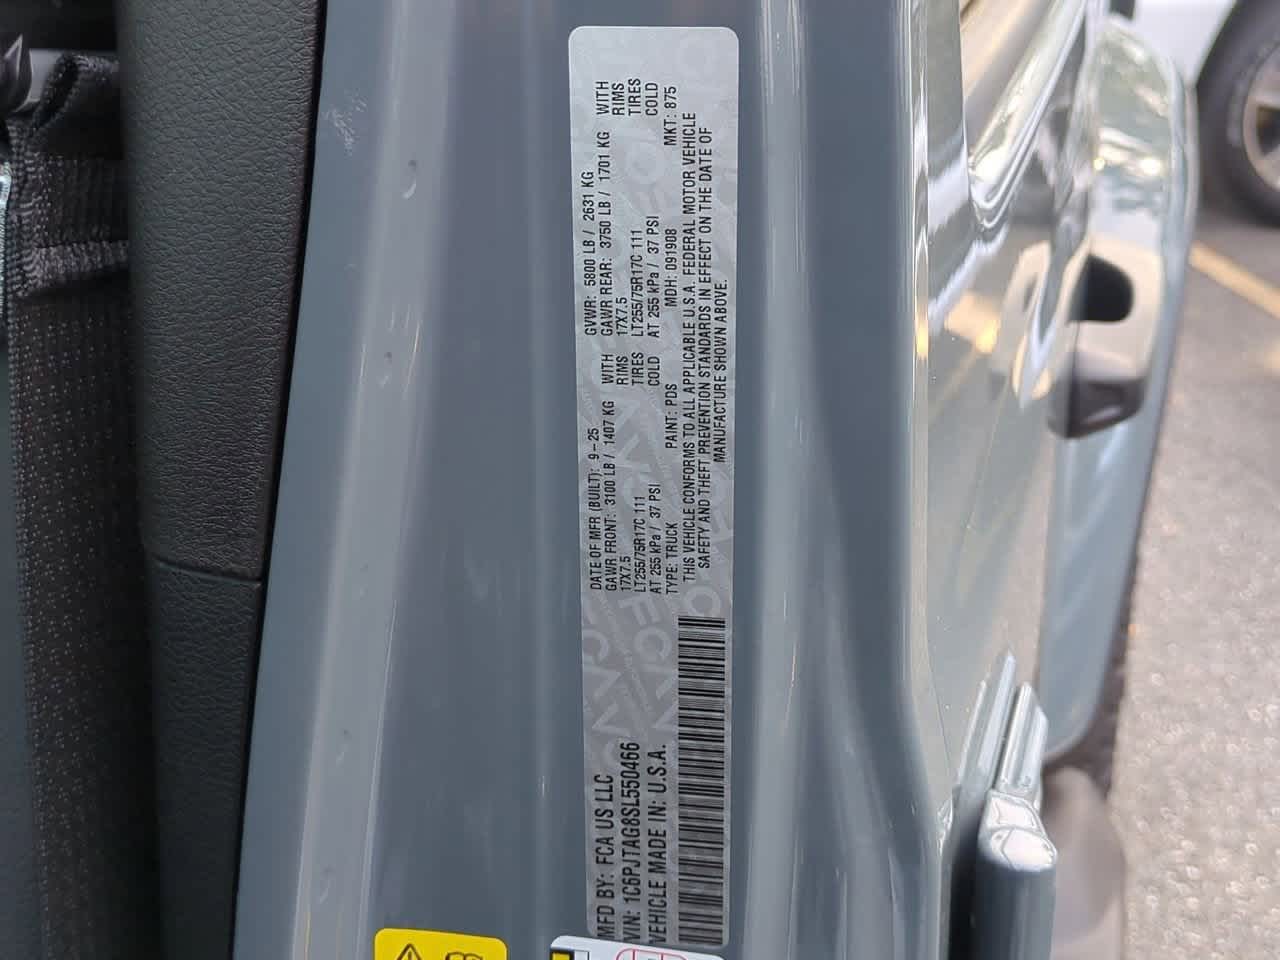 MFD BY: FCA US LLC
VIN: 1C6PJTAG8SL550466
VEHICLE MADE IN: U.S.A.
DATE OF MFR (BUILT): 9-25 GVWR: 5800 LB / 2631 KG
GAWR FRONT: 3100 LB / 1407 KG WITH GAWR REAR: 3750 LB / 1701 KG WITH
17X7.5 RIMS 17X7.5 RIMS
LT255/75R17C 111 TIRES LT255/75R17C 111 TIRES
AT 255 kPa / 37 PSI COLD AT 255 kPa / 37 PSI COLD
TYPE: TRUCK PAINT: PDS MDH: 091908 MKT: 875
THIS VEHICLE CONFORMS TO ALL APPLICABLE U.S.A. FEDERAL MOTOR VEHICLE
SAFETY AND THEFT PREVENTION STANDARDS IN EFFECT ON THE DATE OF
MANUFACTURE SHOWN ABOVE.